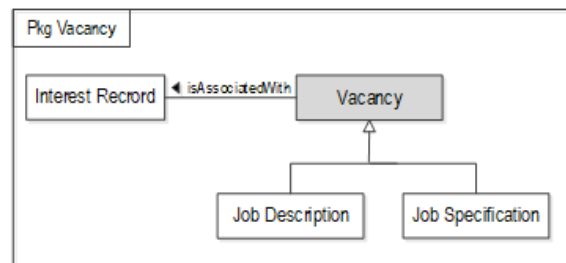 Pkg Vacancy
Interest Recrord
isAssociatedWith
Vacancy
Job Description
Job Specification